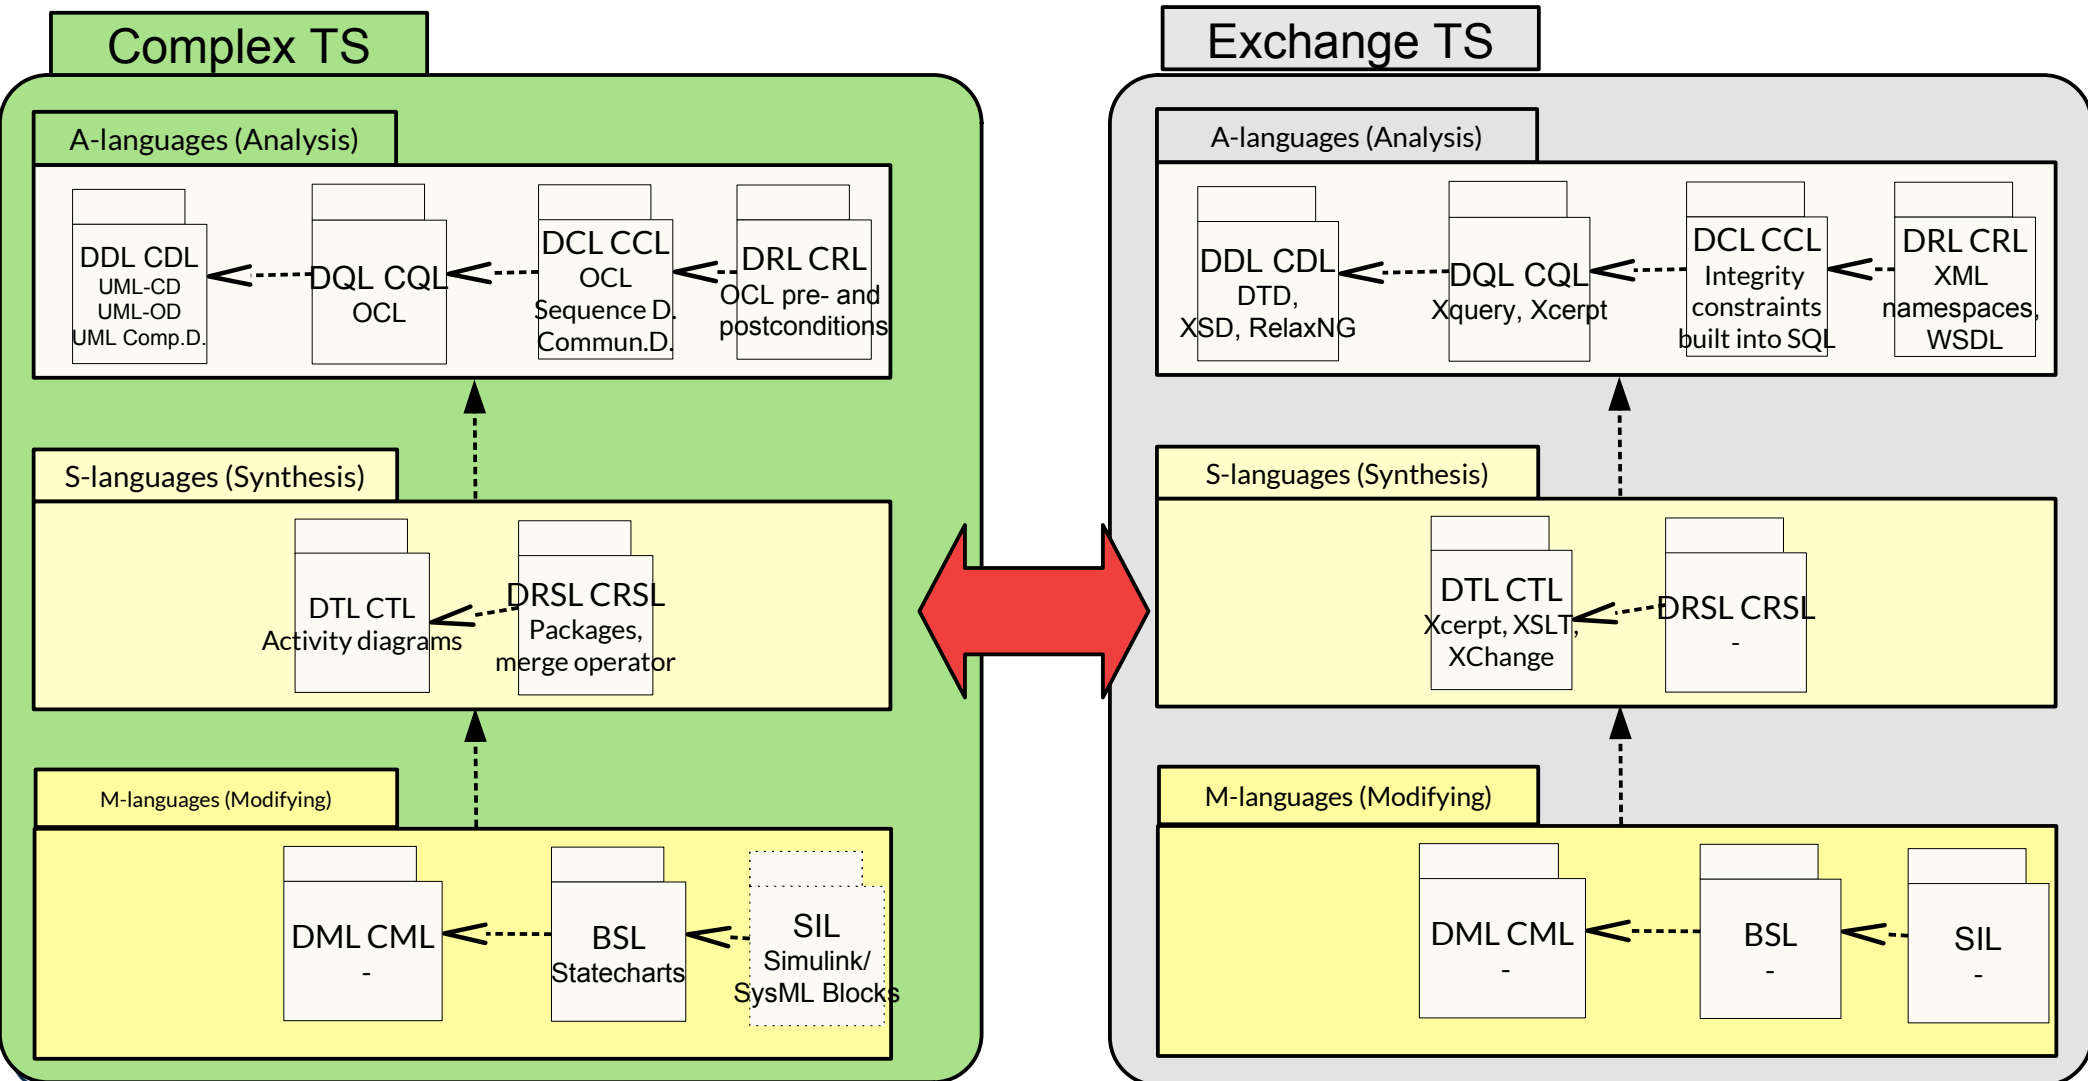 Complex TS
A-languages (Analysis)
DDL CDL
UML-CD
UML-OD
UML Comp.D.
DQL CQL
OCL
DCL CCL
OCL
Sequence D.
Commun.D.
DRL CRL
OCL pre- and
postconditions
S-languages (Synthesis)
DTL CTL
Activity diagrams
DRSL CRSL
Packages,
merge operator
M-languages (Modifying)
DML CML
-
BSL
Statecharts
SIL
Simulink/
SysML Blocks
Exchange TS
A-languages (Analysis)
DDL CDL
DTD,
XSD, RelaxNG
DQL CQL
Xquery, Xcerpt
DCL CCL
Integrity
constraints
built into SQL
DRL CRL
XML
namespaces,
WSDL
S-languages (Synthesis)
DTL CTL
Xcerpt, XSLT,
XChange
DRSL CRSL
-
M-languages (Modifying)
DML CML
-
BSL
-
SIL
-